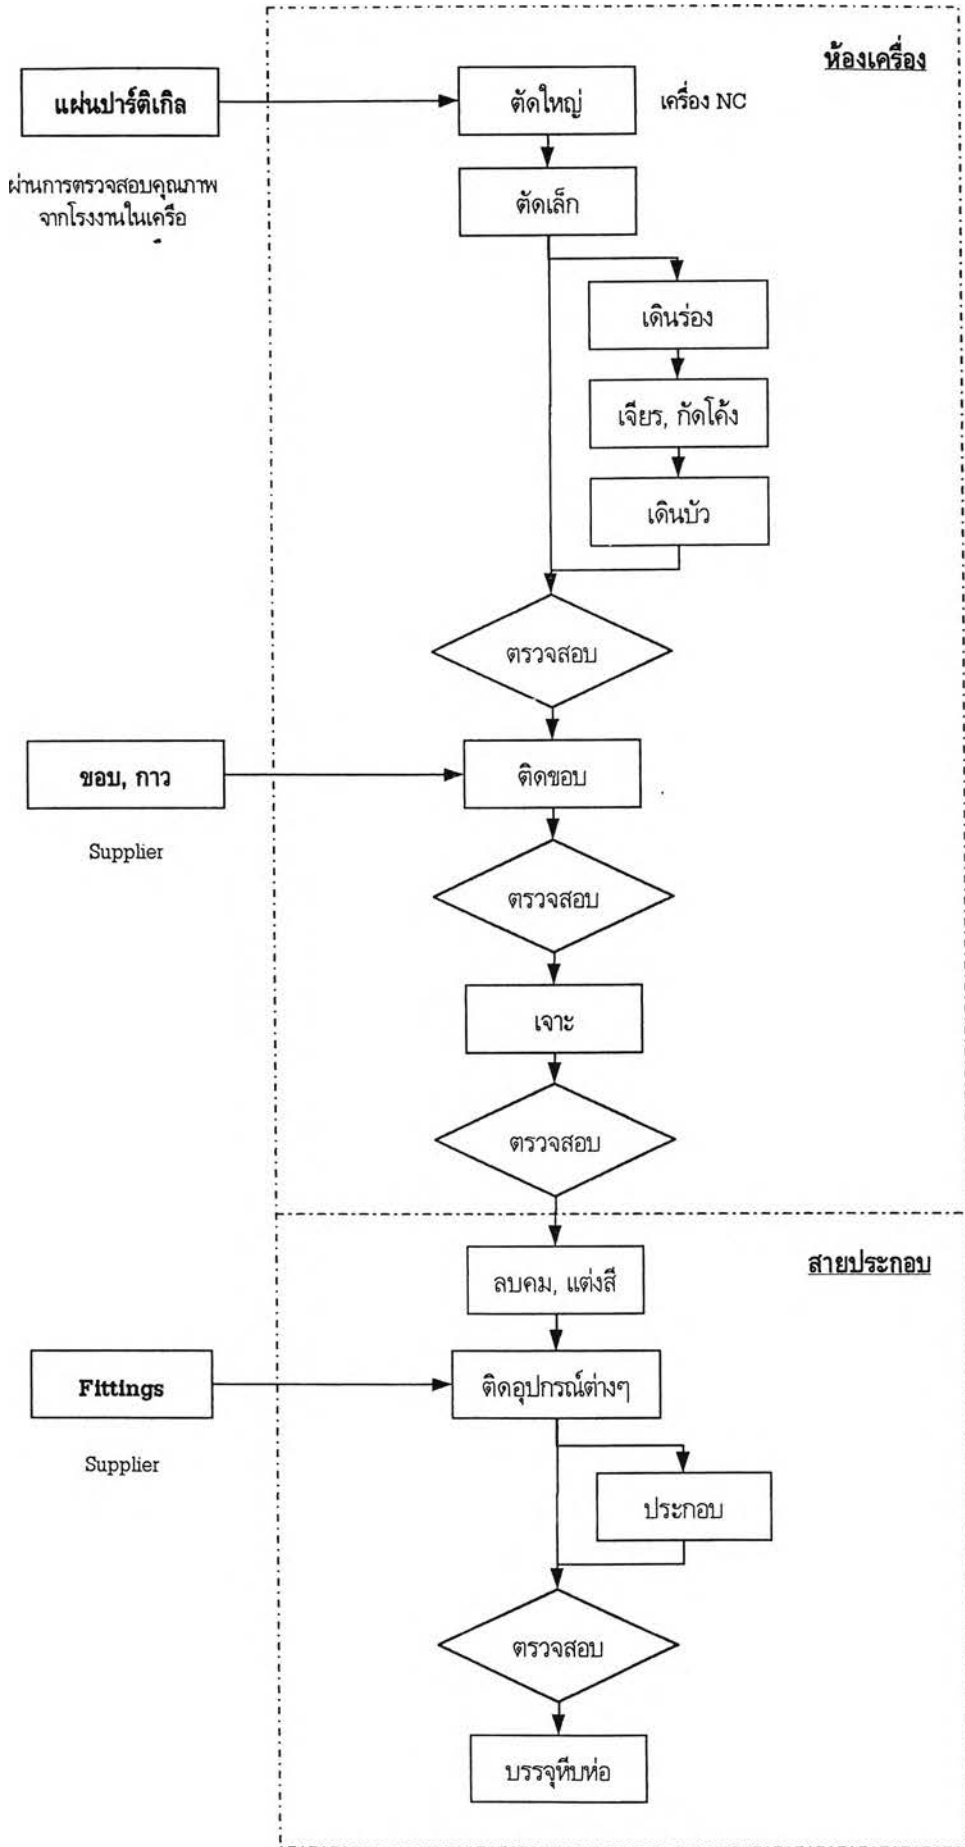 ห้องเครื่อง
แผ่นปาร์ติเกิล
ตัดใหญ่
เครื่อง NC
ผ่านการตรวจสอบคุณภาพ
จากโรงงานในเครือ
ตัดเล็ก
เดินร่อง
เจียร, กัดโค้ง
เดินบัว
ตรวจสอบ
ขอบ, กาว
ติดขอบ
Supplier
ตรวจสอบ
เจาะ
ตรวจสอบ
สายประกอบ
ลบคม, แต่งสี
Fittings
ติดอุปกรณ์ต่างๆ
Supplier
ประกอบ
ตรวจสอบ
บรรจุหีบห่อ